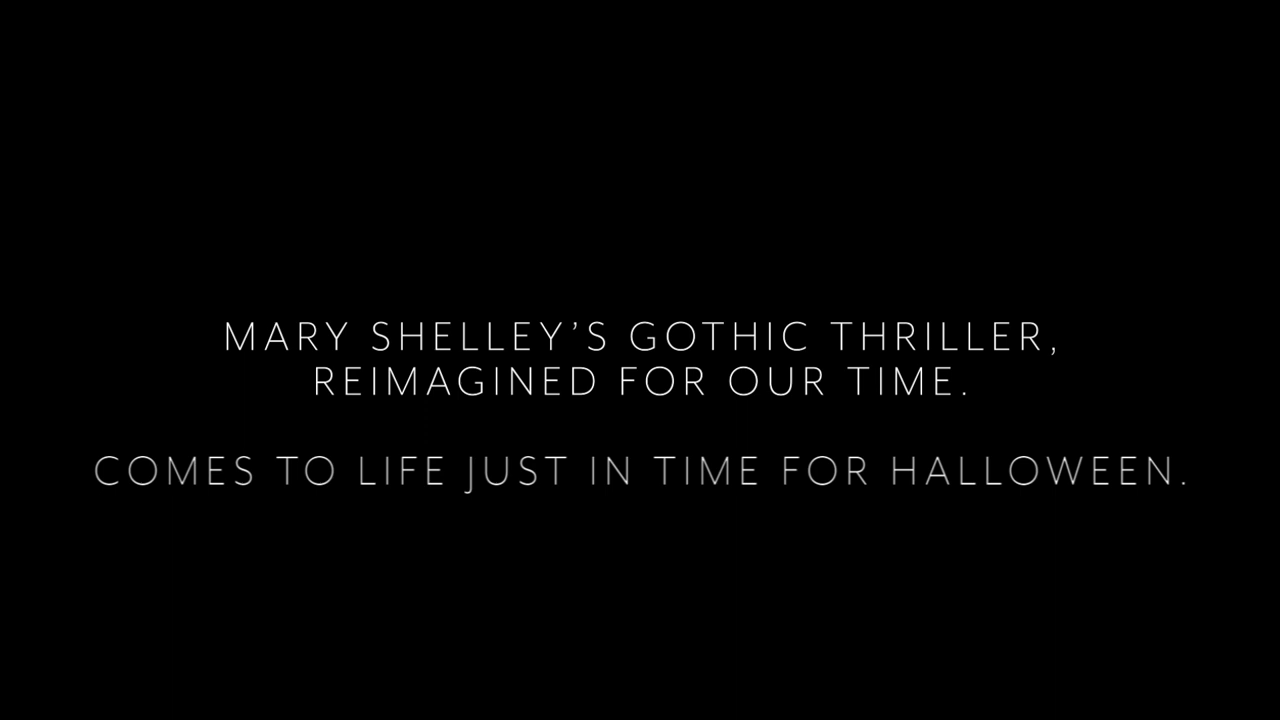 MARY SHELLEY’S GOTHIC THRILLER,
REIMAGINED FOR OUR TIME.
COMES TO LIFE JUST IN TIME FOR HALLOWEEN.